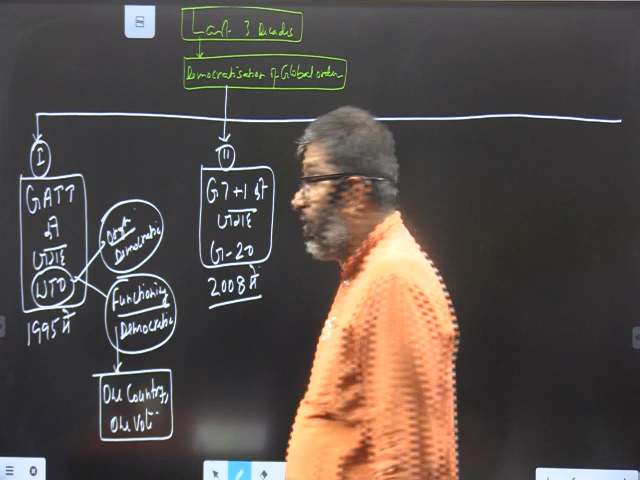 Last 3 Decades
Democratisation of Global order
I
GATT
की
जगह
WTO
1995 में
Democratic
Functioning
Democratic
One Country,
One Vote
II
G7+1 की
जगह
G-20
2008 में